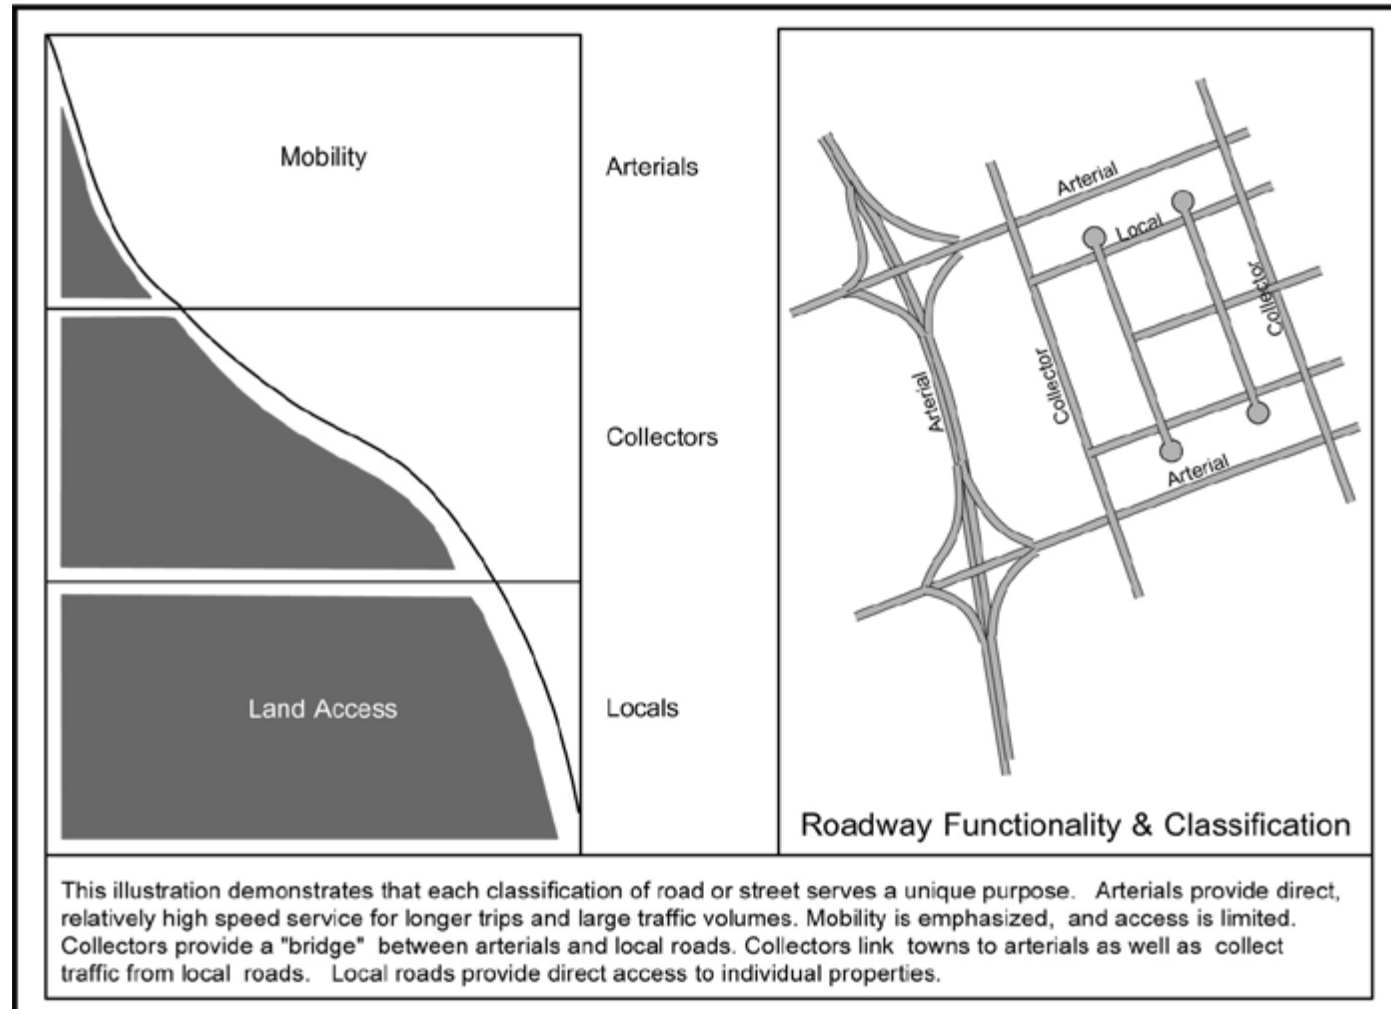 Mobility
Arterials
Collectors
Land Access
Locals
Arterial
Local
Collector
Collector
Arterial
Arterial
Roadway Functionality & Classification
This illustration demonstrates that each classification of road or street serves a unique purpose. Arterials provide direct,
relatively high speed service for longer trips and large traffic volumes. Mobility is emphasized, and access is limited.
Collectors provide a "bridge" between arterials and local roads. Collectors link towns to arterials as well as collect
traffic from local roads. Local roads provide direct access to individual properties.